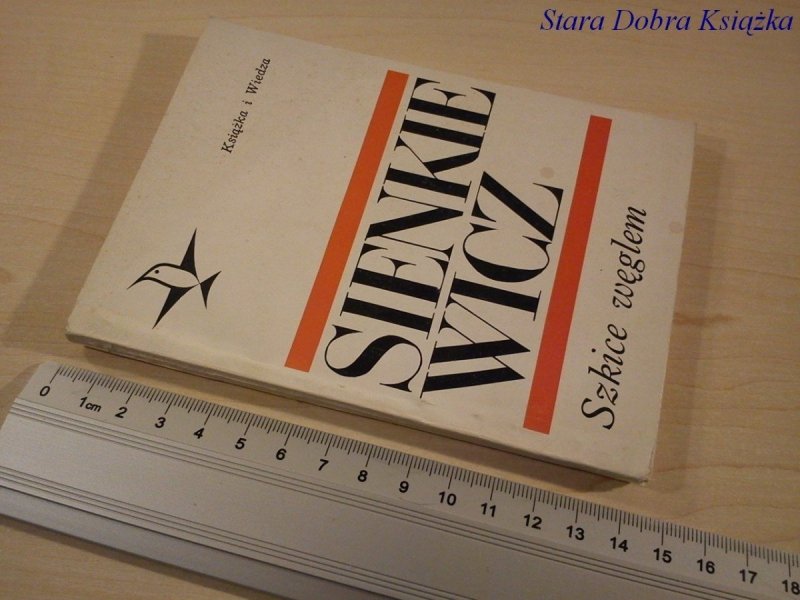 Stara Dobra Książka
Książka i Wiedza
SIENKIE
WICZ
Szkice węglem
0 1cm 2 3 4 5 6 7 8 9 10 11 12 13 14 15 16 17 18